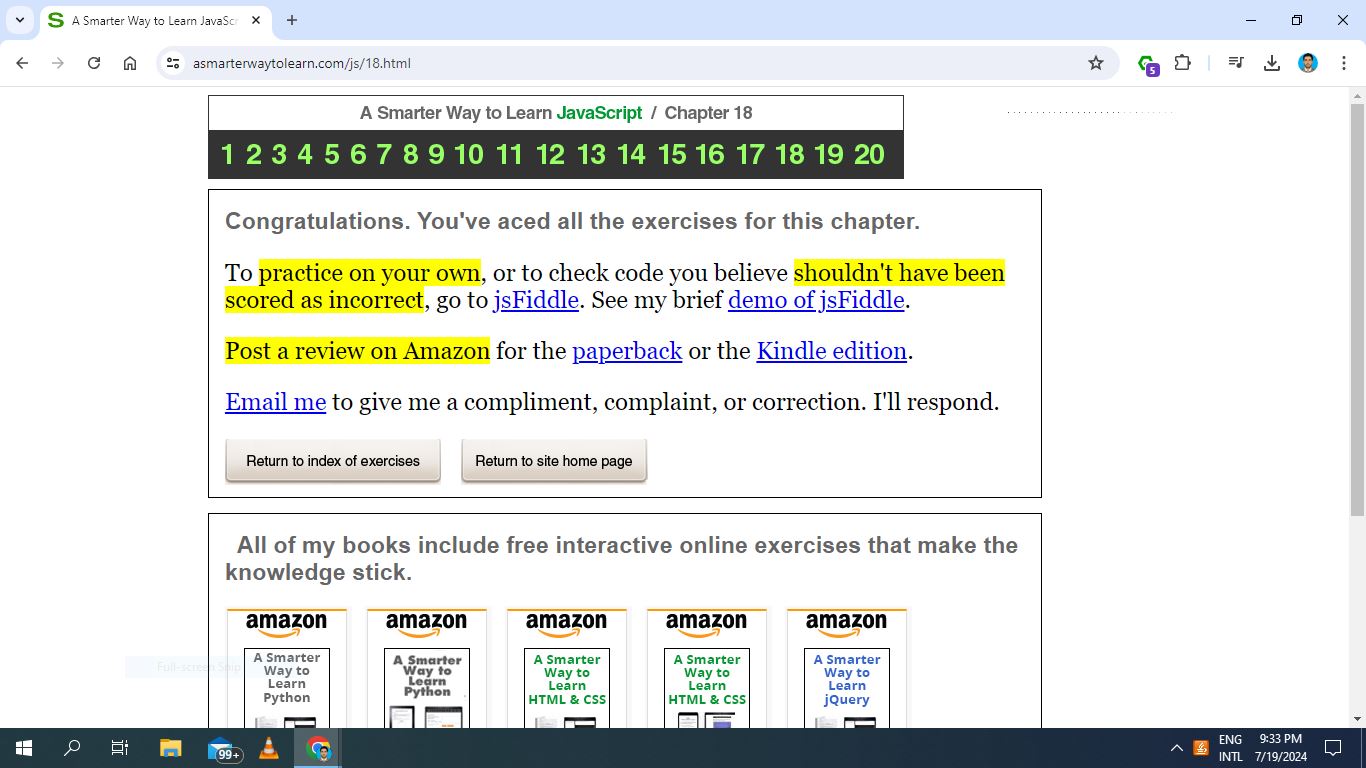 A Smarter Way to Learn JavaScr
asmarterwaytolearn.com/js/18.html
5
A Smarter Way to Learn JavaScript / Chapter 18
1 2 3 4 5 6 7 8 9 10 11 12 13 14 15 16 17 18 19 20
Congratulations. You've aced all the exercises for this chapter.
To practice on your own, or to check code you believe shouldn't have been
scored as incorrect, go to jsFiddle. See my brief demo of jsFiddle.
Post a review on Amazon for the paperback or the Kindle edition.
Email me to give me a compliment, complaint, or correction. I'll respond.
Return to index of exercises Return to site home page
All of my books include free interactive online exercises that make the
knowledge stick.
amazon amazon amazon amazon amazon
A Smarter
Way to
Learn
Python
A Smarter
Way to
Learn
Python
A Smarter
Way to
Learn
HTML & CSS
A Smarter
Way to
Learn
HTML & CSS
A Smarter
Way to
Learn
jQuery
Full-screen Snip
99+
ENG
INTL
9:33 PM
7/19/2024